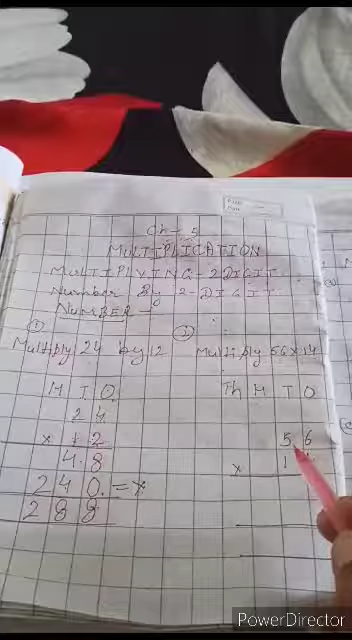 Ch - 5
MULTIPLICATION
MULTIPLYING - 2 DIGIT
Number By 2-DIGIT
NUMBER -
①
Multiply 24 by 12
H T O
2 4
× 1 2
4 8
2 4 0 = ×
2 8 8
②
Multiply 56 × 14
Th H T O
5 6
× 1
PowerDirector